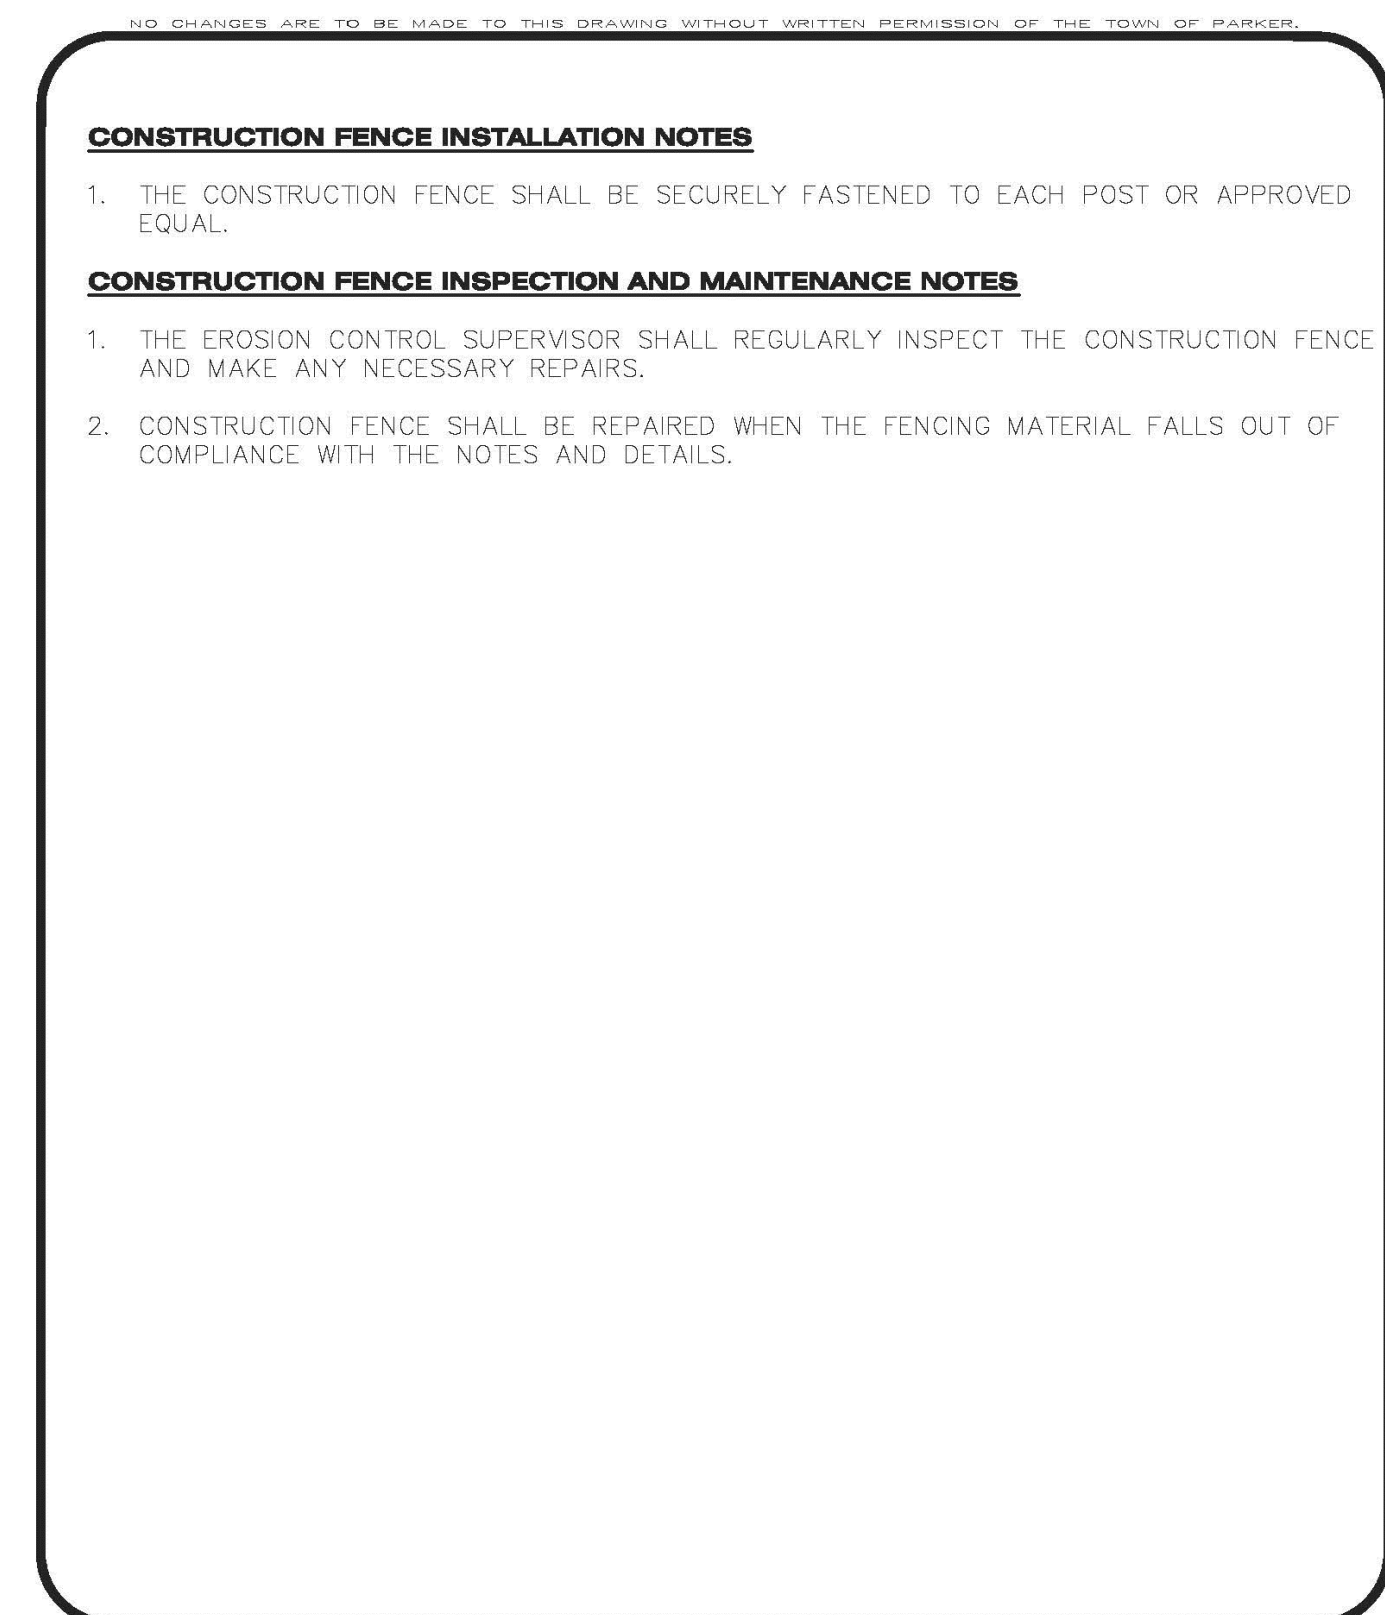 NO CHANGES ARE TO BE MADE TO THIS DRAWING WITHOUT WRITTEN PERMISSION OF THE TOWN OF PARKER.
CONSTRUCTION FENCE INSTALLATION NOTES
1. THE CONSTRUCTION FENCE SHALL BE SECURELY FASTENED TO EACH POST OR APPROVED
EQUAL.
CONSTRUCTION FENCE INSPECTION AND MAINTENANCE NOTES
1. THE EROSION CONTROL SUPERVISOR SHALL REGULARLY INSPECT THE CONSTRUCTION FENCE
AND MAKE ANY NECESSARY REPAIRS.
2. CONSTRUCTION FENCE SHALL BE REPAIRED WHEN THE FENCING MATERIAL FALLS OUT OF
COMPLIANCE WITH THE NOTES AND DETAILS.